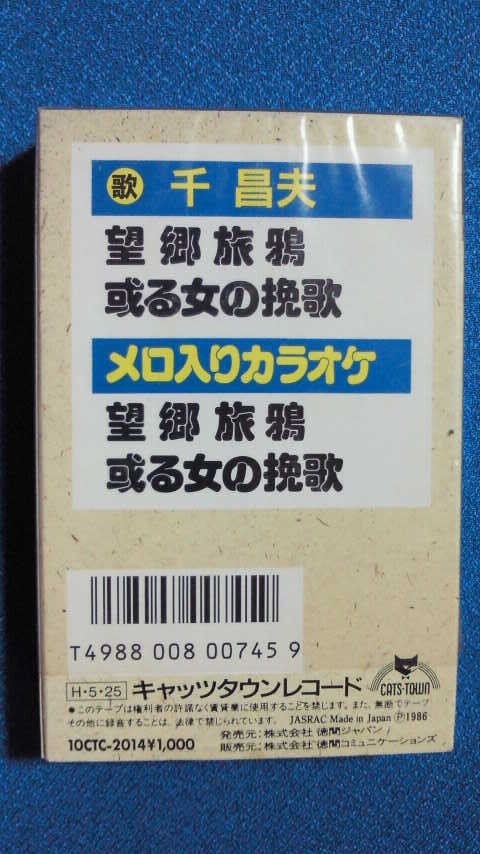 歌 千昌夫
望郷旅鴉
或る女の挽歌
メロ入りカラオケ
望郷旅鴉
或る女の挽歌
T4988 008 00745 9
H・5・25 キャッツタウンレコード CATS-TOWN
●このテープは権利者の許諾なく賃貸業に使用することを禁じます。また、無断でテープ
その他に録音することは、法律で禁じられています。 JASRAC Made in Japan Ⓟ1986
発売元:株式会社 徳間ジャパン
10CTC-2014¥1,000 販売元:株式会社 徳間コミュニケーションズ